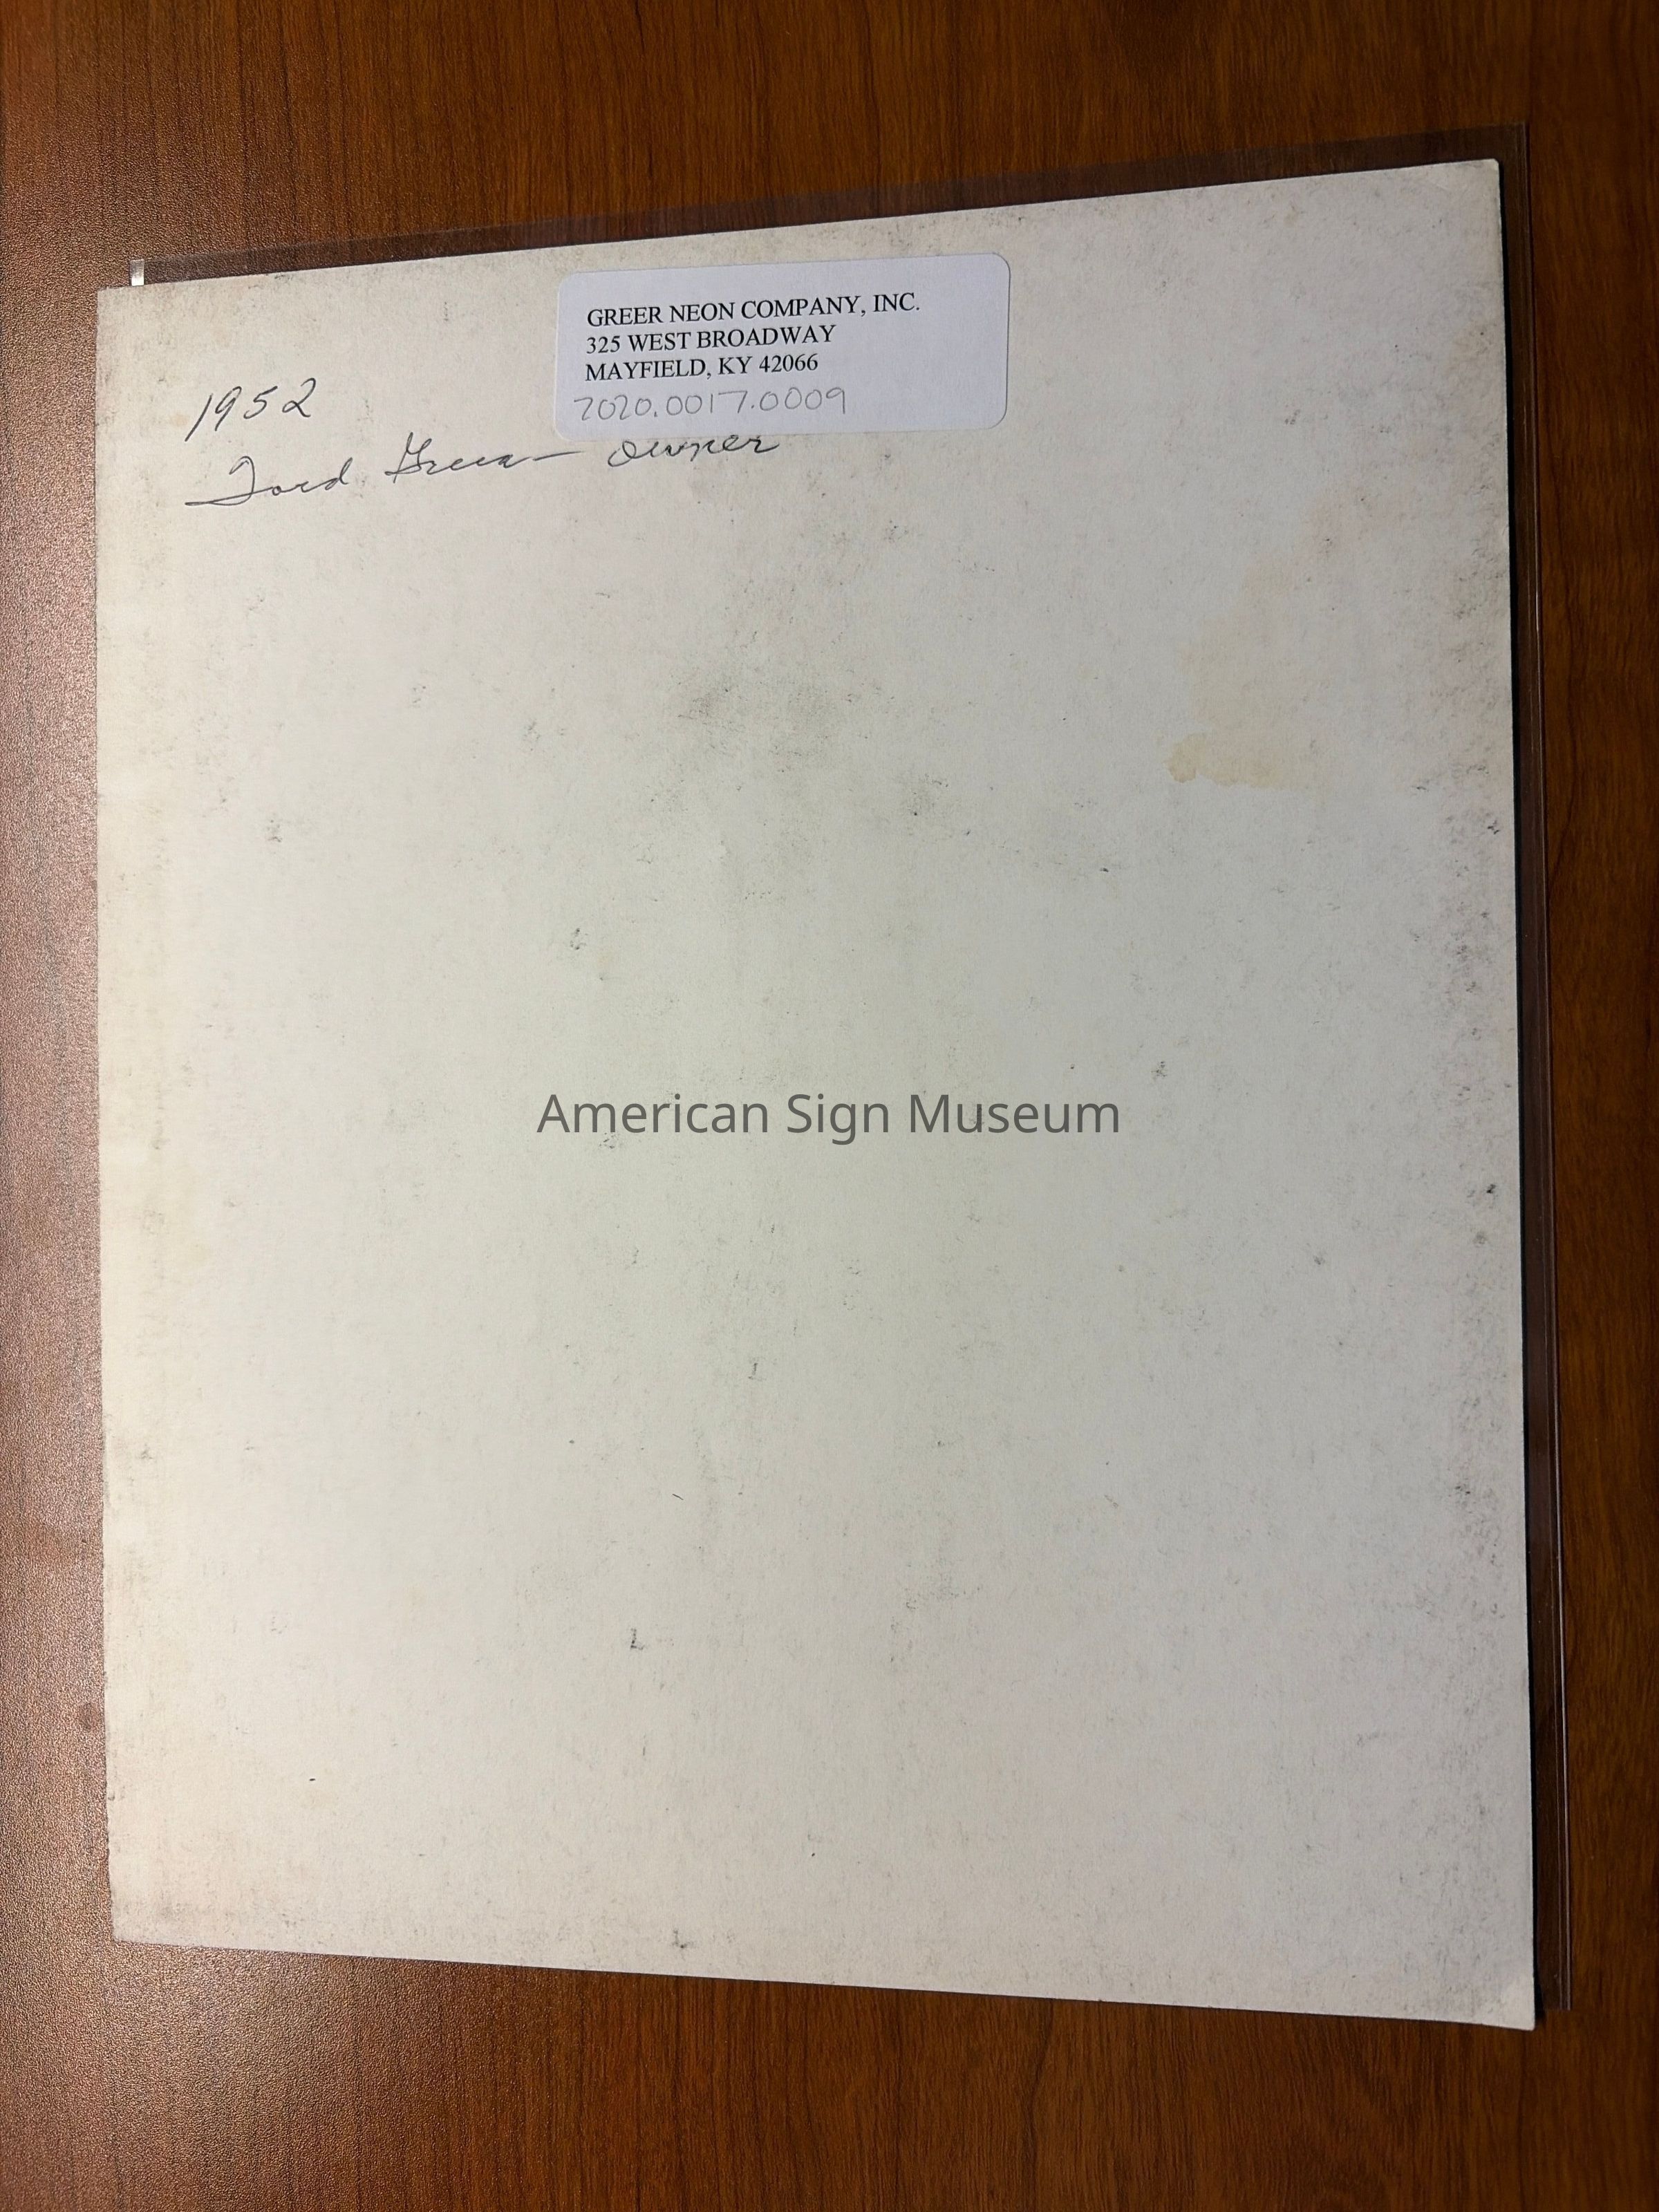 GREER NEON COMPANY, INC.
325 WEST BROADWAY
MAYFIELD, KY 42066
2020.0017.0009
1952
Ford Greer - owner
American Sign Museum